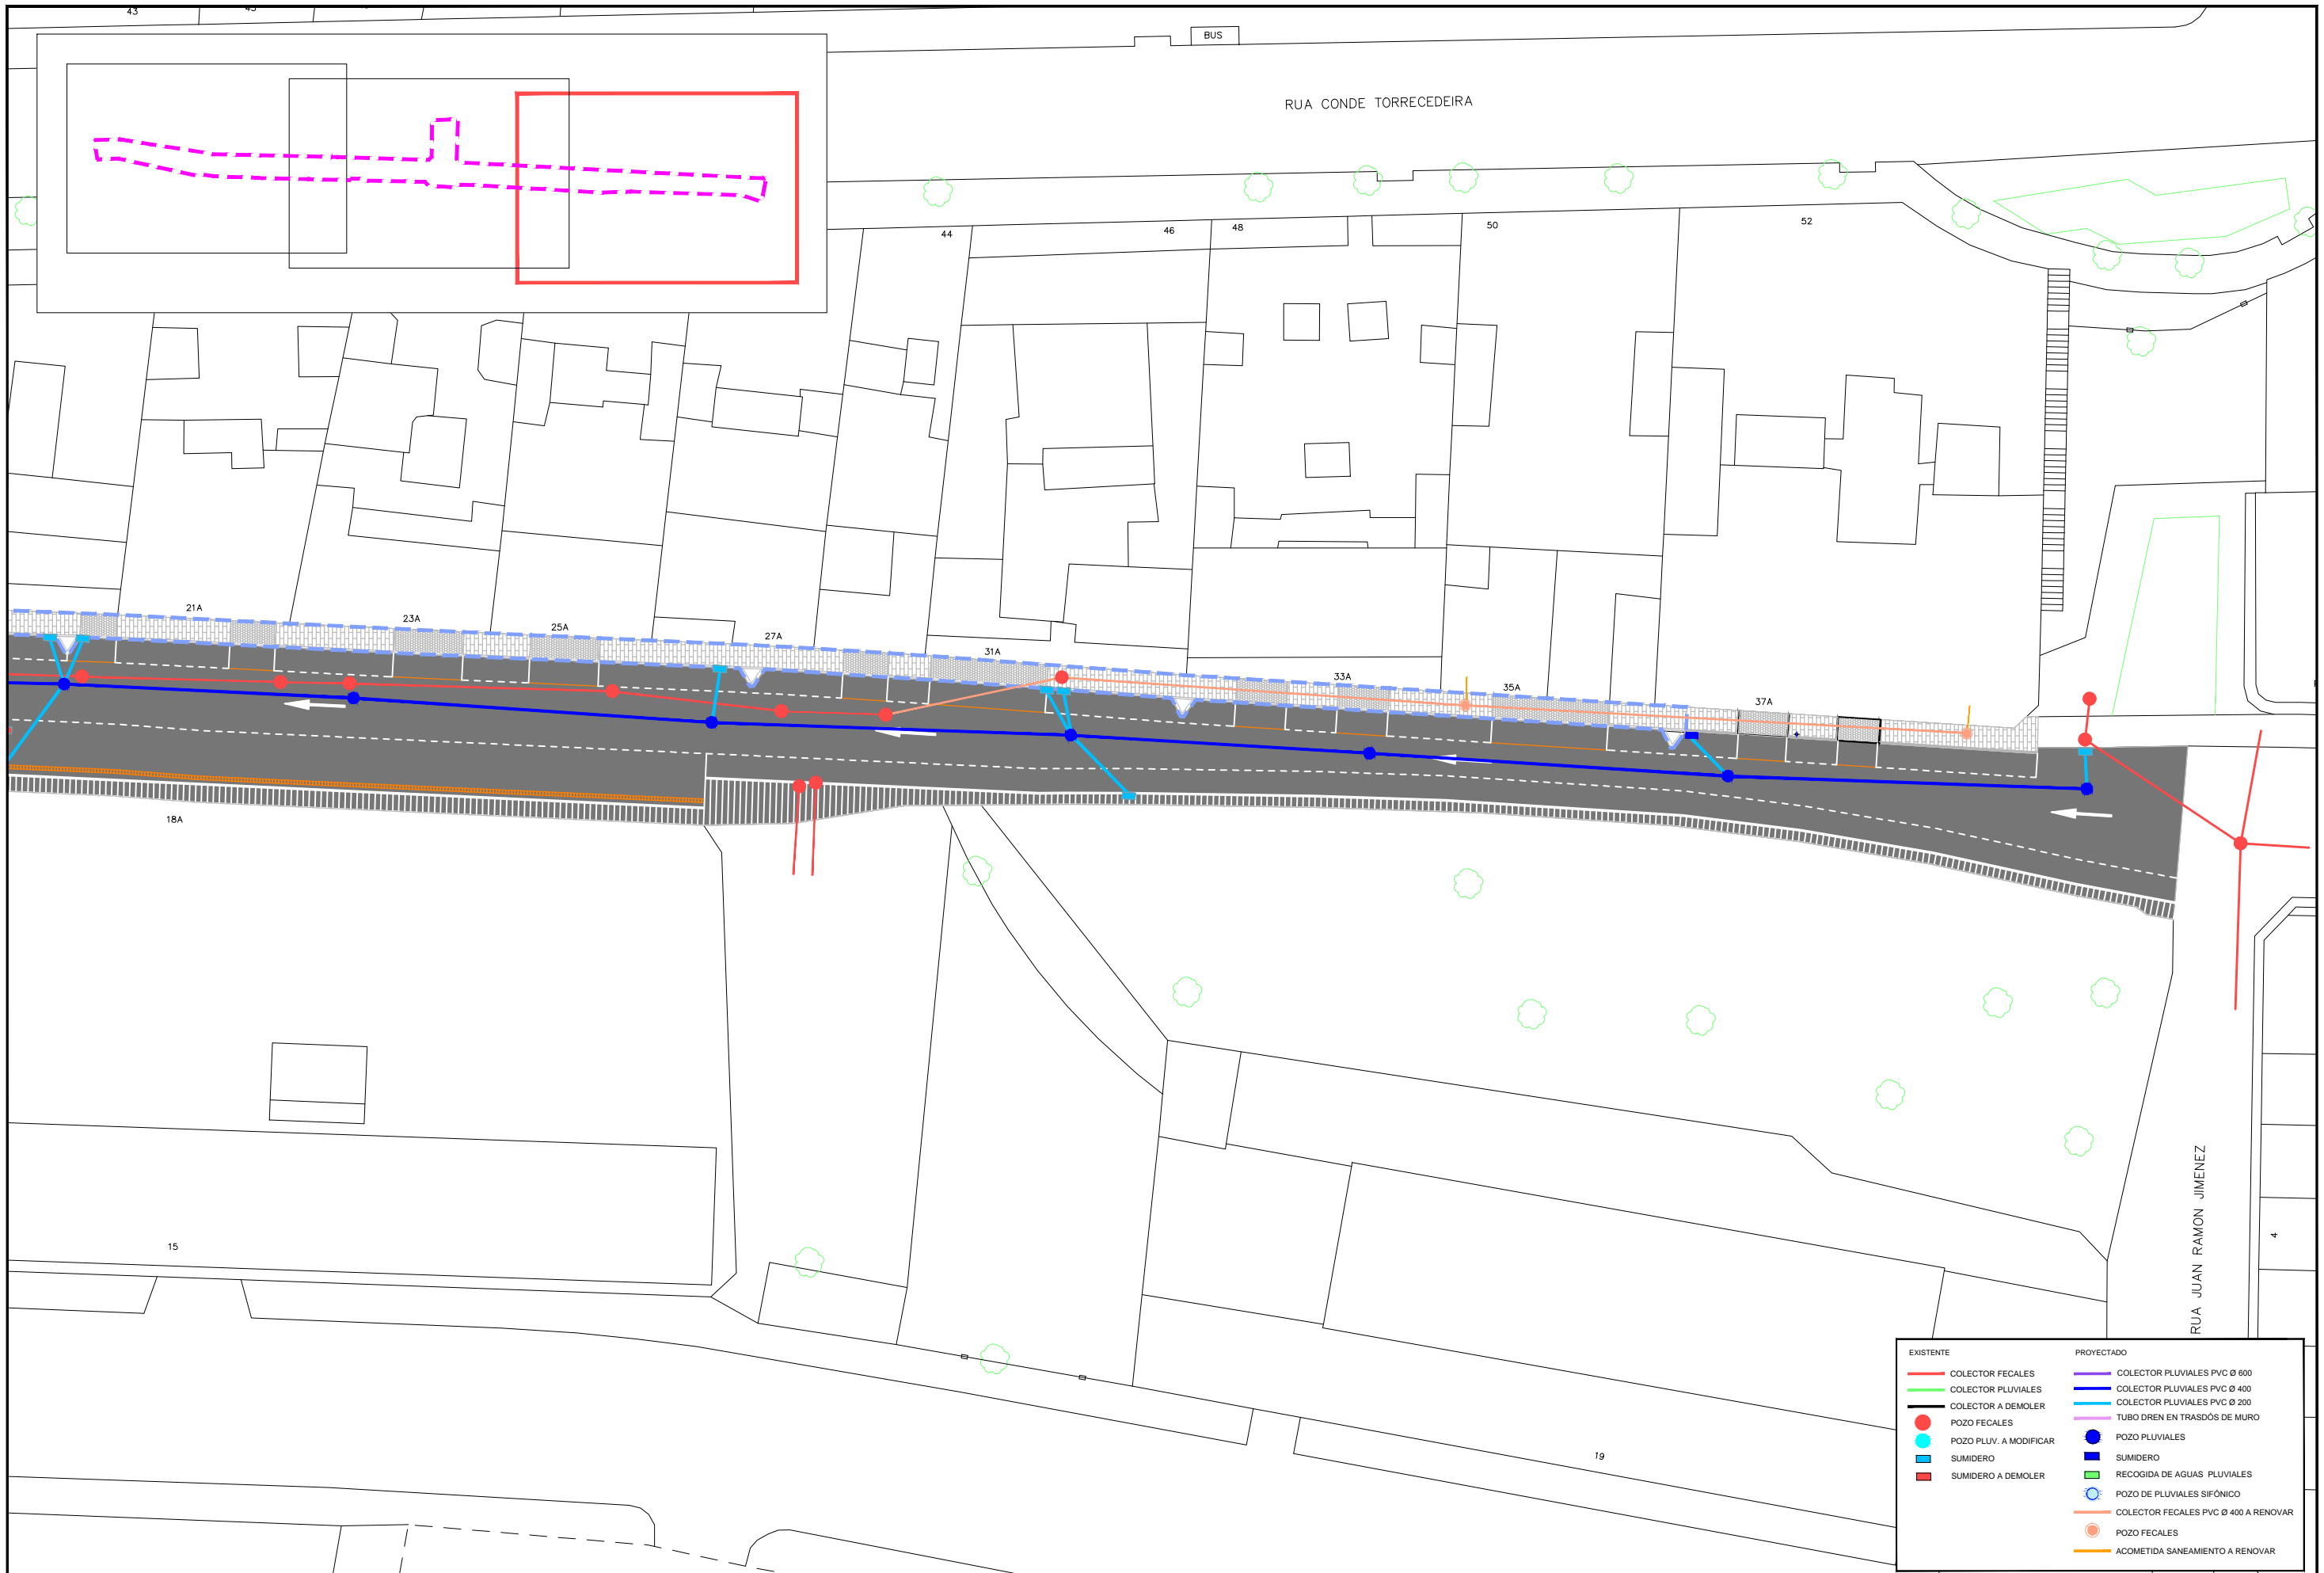 43
BUS
RUA CONDE TORRECEDEIRA
44
46
48
50
52
21A
23A
25A
27A
31A
33A
35A
37A
18A
15
19
RUA JUAN RAMON JIMENEZ
4
EXISTENTE
COLECTOR FECALES
COLECTOR PLUVIALES
COLECTOR A DEMOLER
POZO FECALES
POZO PLUV. A MODIFICAR
SUMIDERO
SUMIDERO A DEMOLER
PROYECTADO
COLECTOR PLUVIALES PVC Ø 600
COLECTOR PLUVIALES PVC Ø 400
COLECTOR PLUVIALES PVC Ø 200
TUBO DREN EN TRASDÓS DE MURO
POZO PLUVIALES
SUMIDERO
RECOGIDA DE AGUAS PLUVIALES
POZO DE PLUVIALES SIFÓNICO
COLECTOR FECALES PVC Ø 400 A RENOVAR
POZO FECALES
ACOMETIDA SANEAMIENTO A RENOVAR